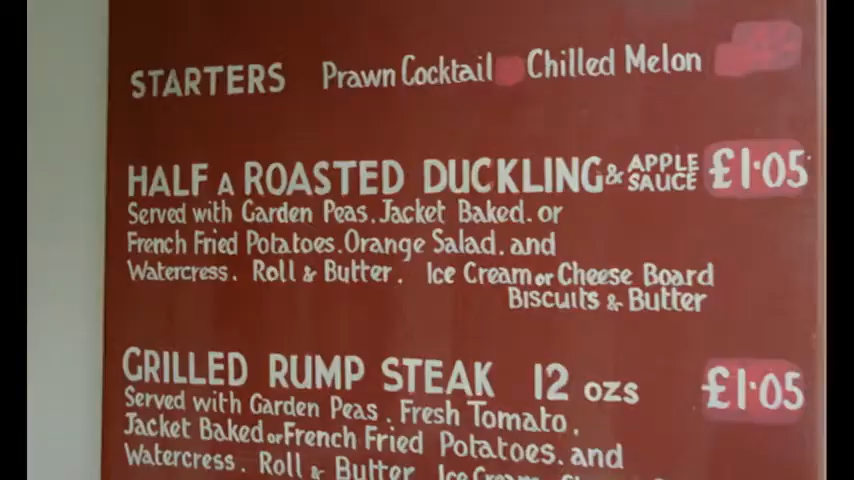 STARTERS Prawn Cocktail Chilled Melon
HALF A ROASTED DUCKLING & APPLE SAUCE £1·05
Served with Garden Peas. Jacket Baked. or
French Fried Potatoes. Orange Salad. and
Watercress. Roll & Butter. Ice Cream or Cheese Board
Biscuits & Butter
GRILLED RUMP STEAK 12 ozs £1·05
Served with Garden Peas. Fresh Tomato.
Jacket Baked or French Fried Potatoes. and
Watercress. Roll & Butter Ice Cream